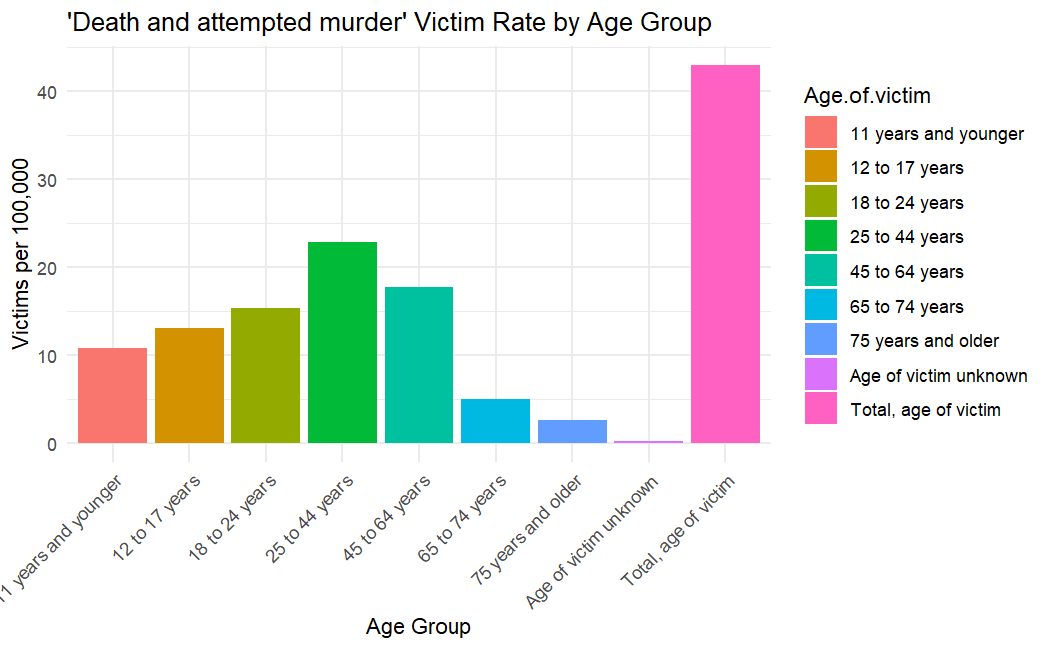 'Death and attempted murder' Victim Rate by Age Group
Victims per 100,000
40
30
20
10
0
11 years and younger
12 to 17 years
18 to 24 years
25 to 44 years
45 to 64 years
65 to 74 years
75 years and older
Age of victim unknown
Total, age of victim
Age Group
Age.of.victim
11 years and younger
12 to 17 years
18 to 24 years
25 to 44 years
45 to 64 years
65 to 74 years
75 years and older
Age of victim unknown
Total, age of victim